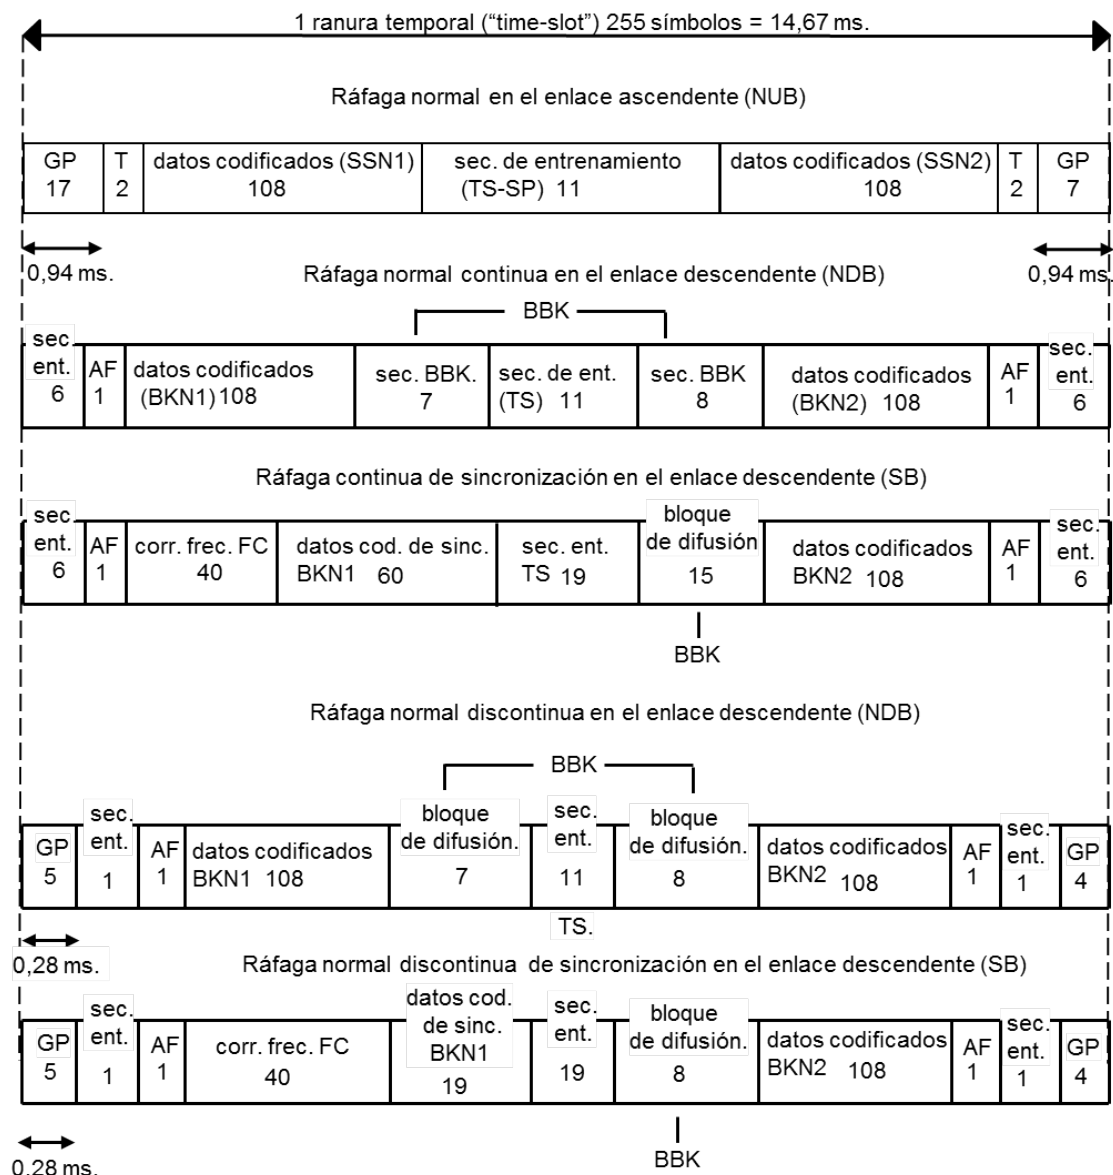 1 ranura temporal (“time-slot”) 255 símbolos = 14,67 ms.
Ráfaga normal en el enlace ascendente (NUB)
GP T datos codificados (SSN1) sec. de entrenamiento datos codificados (SSN2) T GP
17 2 108 (TS-SP) 11 108 2 7
0,94 ms. Ráfaga normal continua en el enlace descendente (NDB) 0,94 ms.
BBK
sec. sec.
ent. AF datos codificados sec. BBK. sec. de ent. sec. BBK datos codificados AF ent.
6 1 (BKN1) 108 7 (TS) 11 8 (BKN2) 108 1 6
Ráfaga continua de sincronización en el enlace descendente (SB)
sec. bloque sec.
ent. AF corr. frec. FC datos cod. de sinc. sec. ent. de difusión datos codificados AF ent.
6 1 40 BKN1 60 TS 19 15 BKN2 108 1 6
BBK
Ráfaga normal discontinua en el enlace descendente (NDB)
BBK
sec. bloque sec. bloque sec.
GP ent. AF datos codificados de difusión. ent. de difusión. datos codificados AF ent. GP
5 1 1 BKN1 108 7 11 8 BKN2 108 1 1 4
TS.
0,28 ms. Ráfaga normal discontinua de sincronización en el enlace descendente (SB)
sec. datos cod. sec. bloque sec.
GP ent. AF corr. frec. FC de sinc. ent. de difusión. datos codificados AF ent. GP
5 1 1 40 BKN1 19 19 8 BKN2 108 1 1 4
0,28 ms. BBK